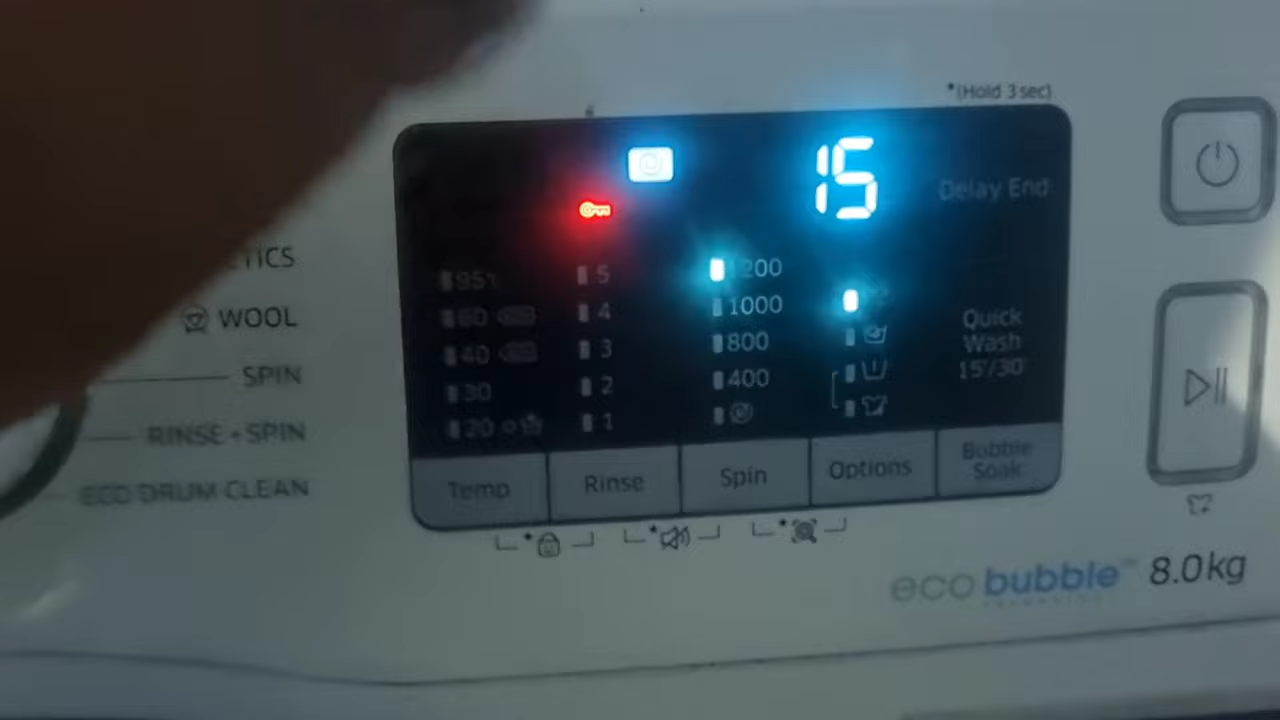 *(Hold 3 sec)
15
Delay End
TICS
WOOL
SPIN
RINSE+SPIN
ECO DRUM CLEAN
95℃
60
40
30
20
5
4
3
2
1
1200
1000
800
400
Quick
Wash
15'/30'
Temp
Rinse
Spin
Options
Bubble
Soak
eco bubble™ 8.0kg